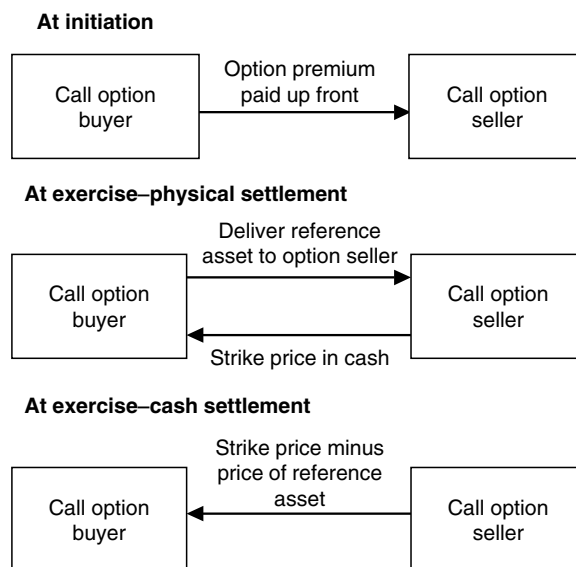 At initiation
Call option
buyer
Option premium
paid up front
Call option
seller
At exercise–physical settlement
Call option
buyer
Deliver reference
asset to option seller
Strike price in cash
Call option
seller
At exercise–cash settlement
Call option
buyer
Strike price minus
price of reference
asset
Call option
seller